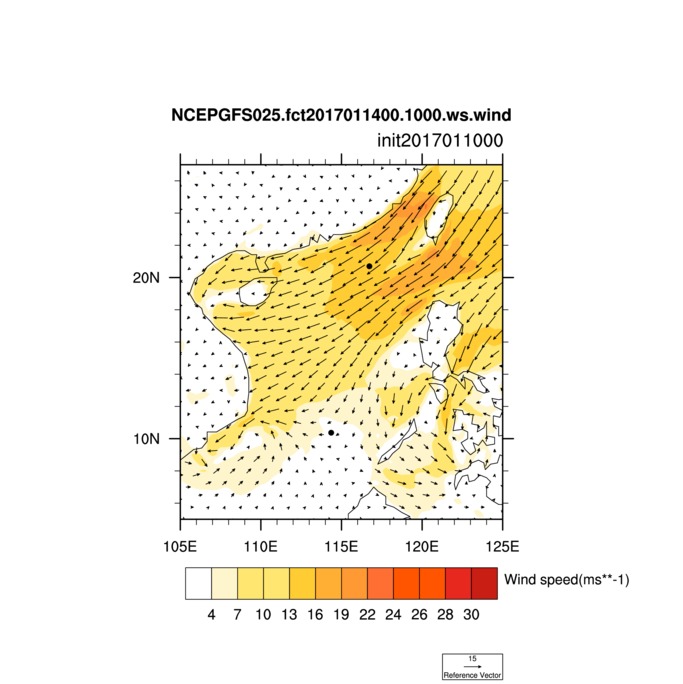 NCEPGFS025.fct2017011400.1000.ws.wind
init2017011000
20N
10N
105E 110E 115E 120E 125E
Wind speed(ms**-1)
4 7 10 13 16 19 22 24 26 28 30
15
Reference Vector